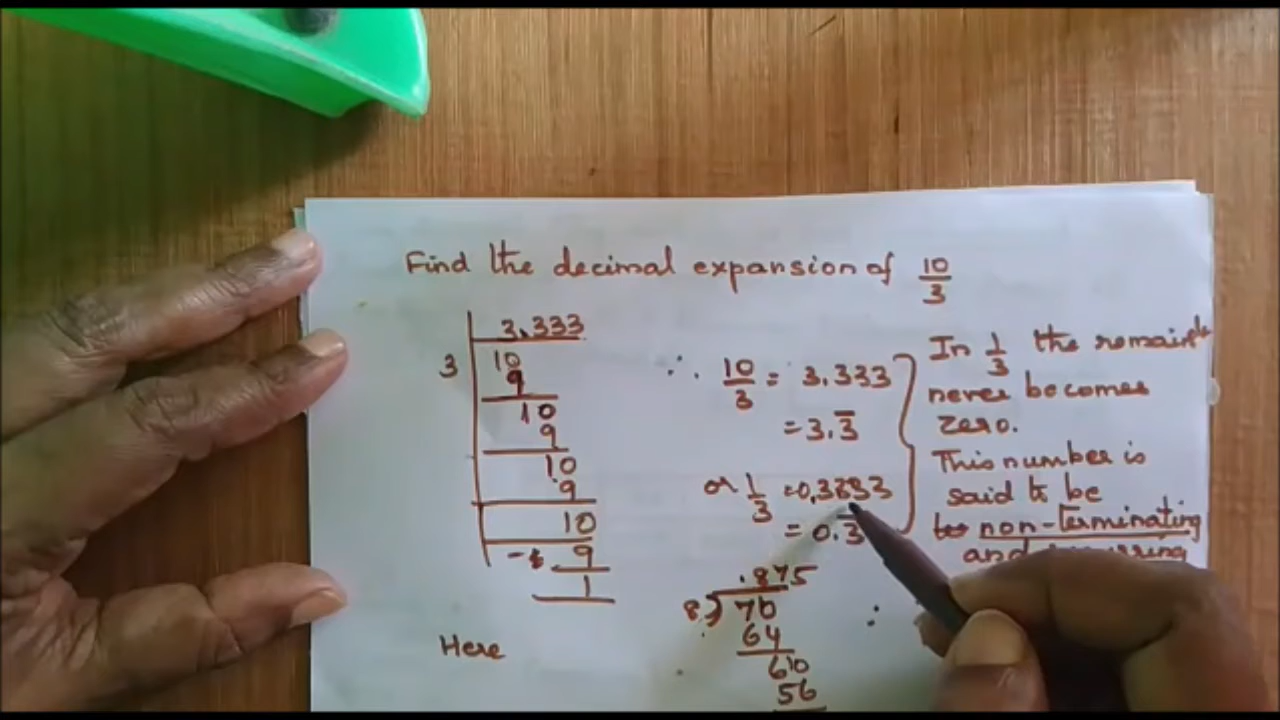 Find the decimal expansion of 10/3
3.333
3
10
9
10
9
10
9
10
9
1
Here
∴ 10/3 = 3.333
= 3.3̅
or 1/3 = 0.3333
= 0.3̅
In 1/3 the remain
never becomes
zero.
This number is
said to be
non-terminating
and
.875
8) 70
64
60
56